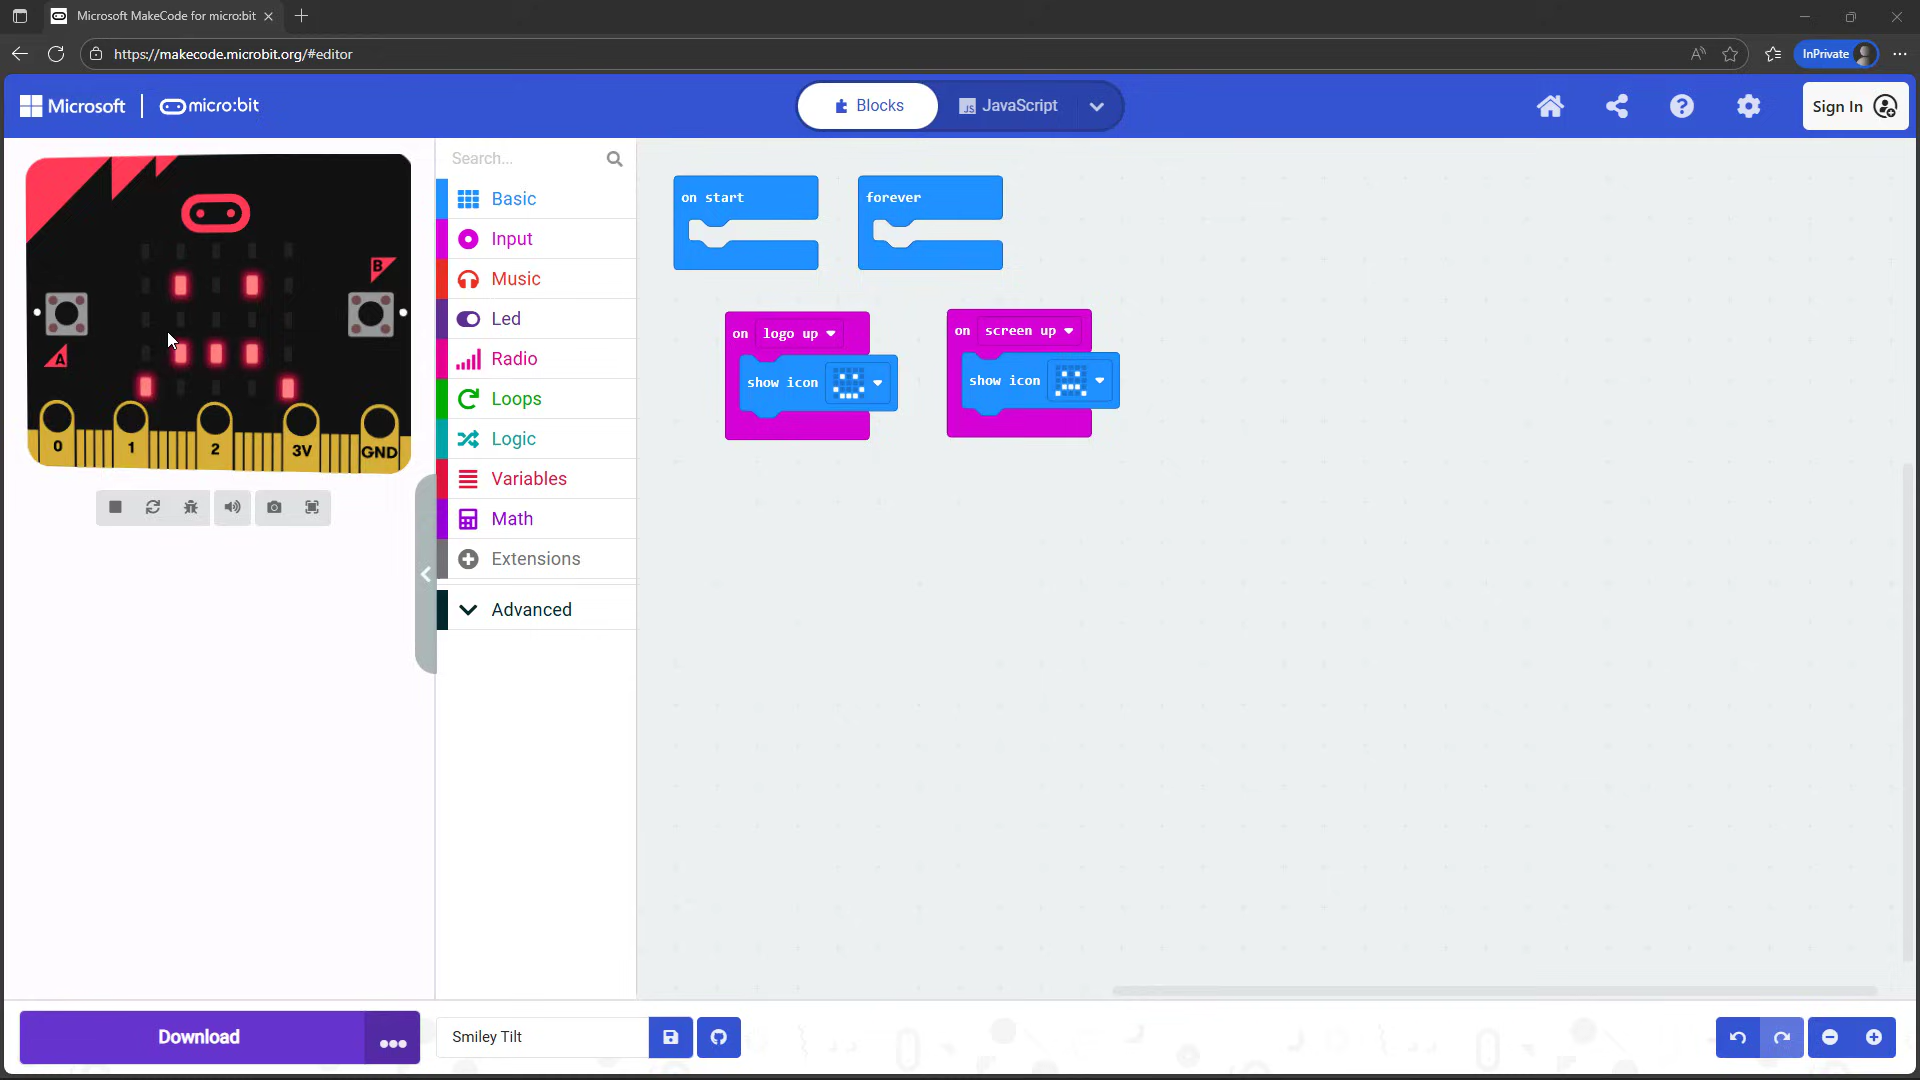 Microsoft MakeCode for micro:bit
https://makecode.microbit.org/#editor
InPrivate
Microsoft
micro:bit
Blocks
JavaScript
Sign In
Search...
Basic
Input
Music
Led
Radio
Loops
Logic
Variables
Math
Extensions
Advanced
A
B
0
1
2
3V
GND
on start
forever
on logo up
show icon
on screen up
show icon
Download
Smiley Tilt